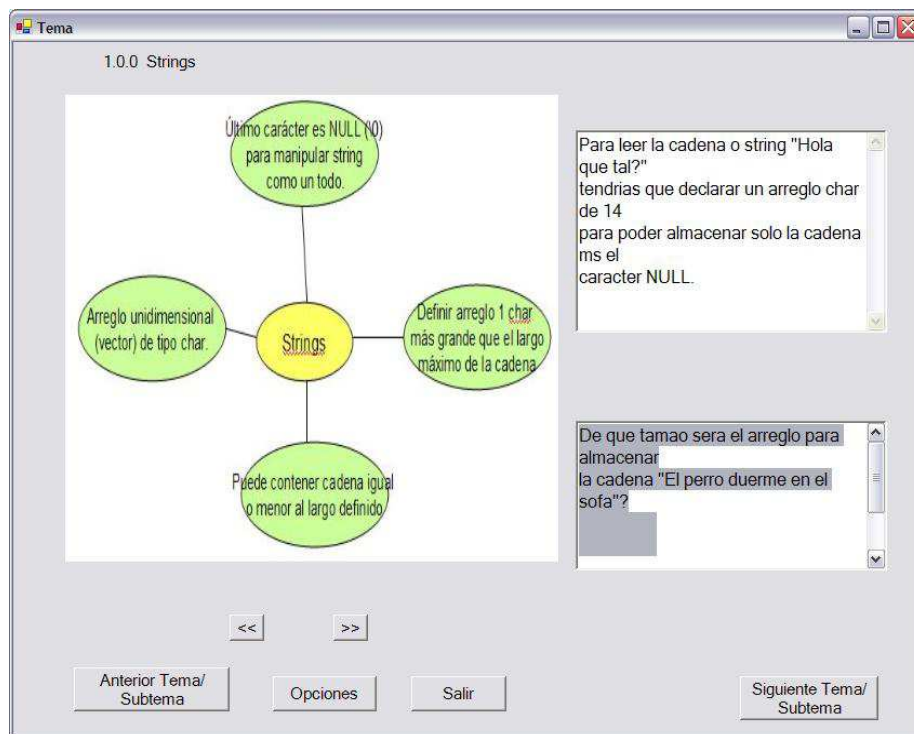 Tema
1.0.0 Strings
Último carácter es NULL (\0)
para manipular string
como un todo.
Arreglo unidimensional
(vector) de tipo char.
Strings
Definir arreglo 1 char
más grande que el largo
máximo de la cadena
Puede contener cadena igual
o menor al largo definido
Para leer la cadena o string "Hola
que tal?"
tendrias que declarar un arreglo char
de 14
para poder almacenar solo la cadena
ms el
caracter NULL.
De que tamao sera el arreglo para
almacenar
la cadena "El perro duerme en el
sofa"?
<<
>>
Anterior Tema/
Subtema
Opciones
Salir
Siguiente Tema/
Subtema